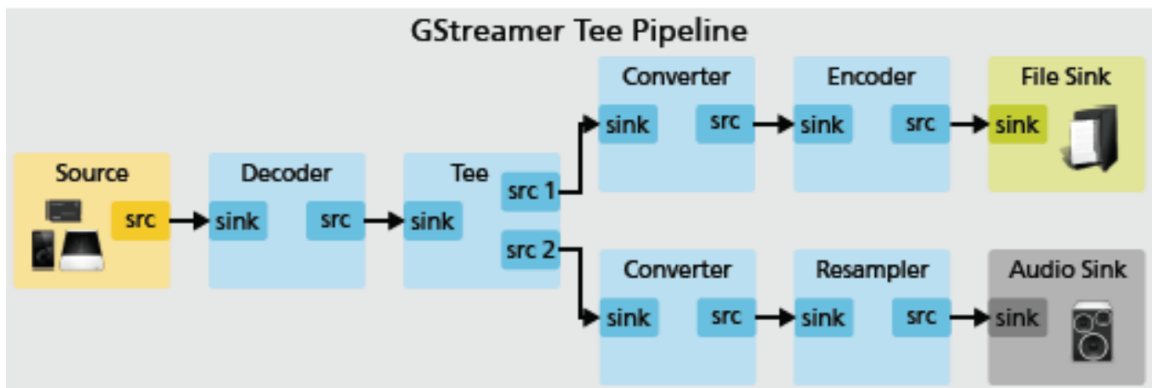 GStreamer Tee Pipeline
Converter
sink
src
Encoder
sink
src
File Sink
sink
Source
src
Decoder
sink
src
Tee
sink
src 1
src 2
Converter
sink
src
Resampler
sink
src
Audio Sink
sink